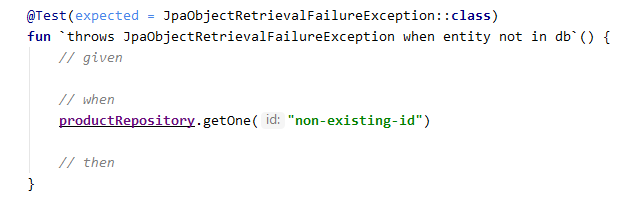 @Test(expected = JpaObjectRetrievalFailureException::class)
fun `throws JpaObjectRetrievalFailureException when entity not in db`() {
// given
// when
productRepository.getOne( id: "non-existing-id")
// then
}